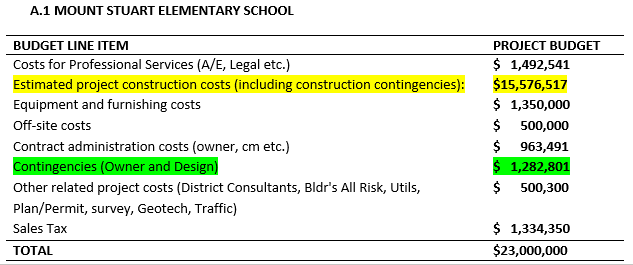 A.1 MOUNT STUART ELEMENTARY SCHOOL
BUDGET LINE ITEM PROJECT BUDGET
Costs for Professional Services (A/E, Legal etc.) $ 1,492,541
Estimated project construction costs (including construction contingencies): $15,576,517
Equipment and furnishing costs $ 1,350,000
Off-site costs $ 500,000
Contract administration costs (owner, cm etc.) $ 963,491
Contingencies (Owner and Design) $ 1,282,801
Other related project costs (District Consultants, Bldr's All Risk, Utils, $ 500,300
Plan/Permit, survey, Geotech, Traffic)
Sales Tax $ 1,334,350
TOTAL $23,000,000